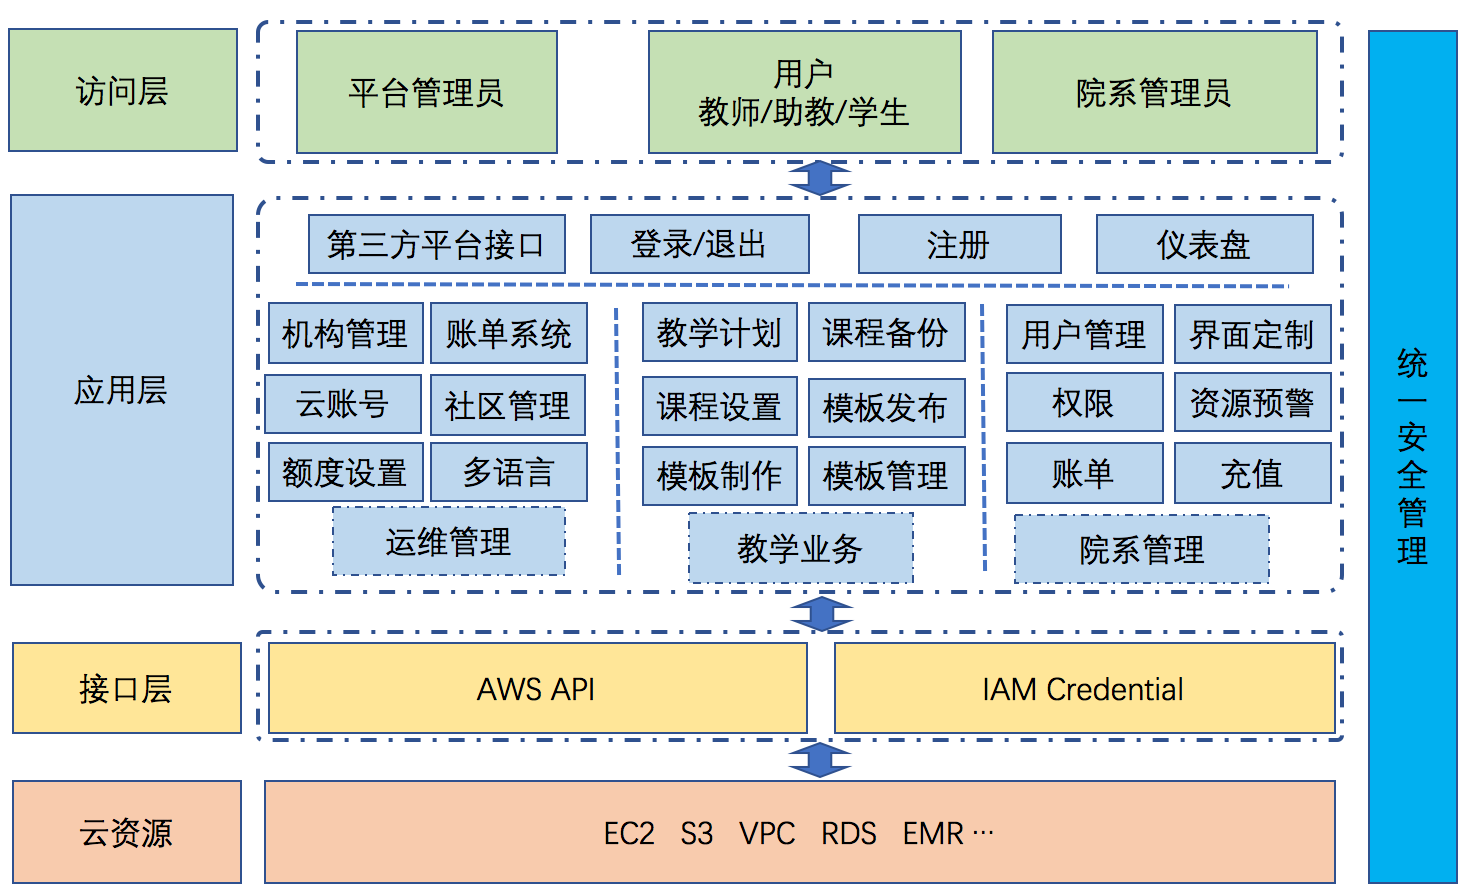 访问层
平台管理员
用户
教师/助教/学生
院系管理员
应用层
第三方平台接口
登录/退出
注册
仪表盘
机构管理
账单系统
云账号
社区管理
额度设置
多语言
运维管理
教学计划
课程备份
课程设置
模板发布
模板制作
模板管理
教学业务
用户管理
界面定制
权限
资源预警
账单
充值
院系管理
接口层
AWS API
IAM Credential
云资源
EC2 S3 VPC RDS EMR ···
统一安全管理